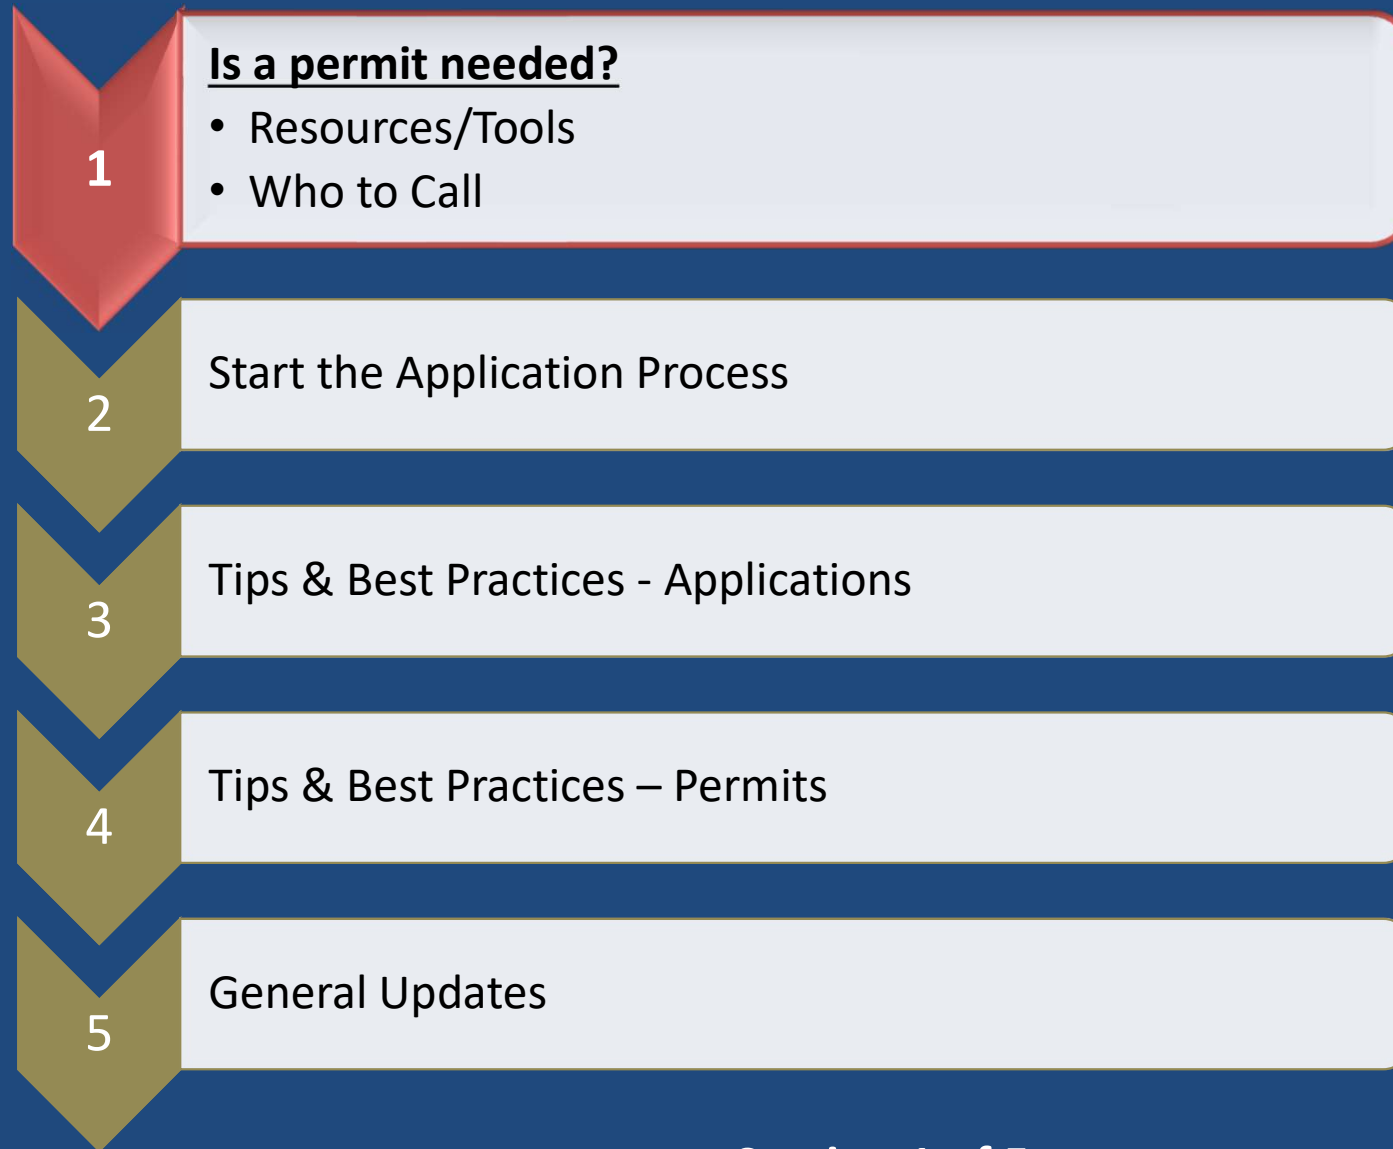 1
Is a permit needed?
• Resources/Tools
• Who to Call
2
Start the Application Process
3
Tips & Best Practices - Applications
4
Tips & Best Practices – Permits
5
General Updates